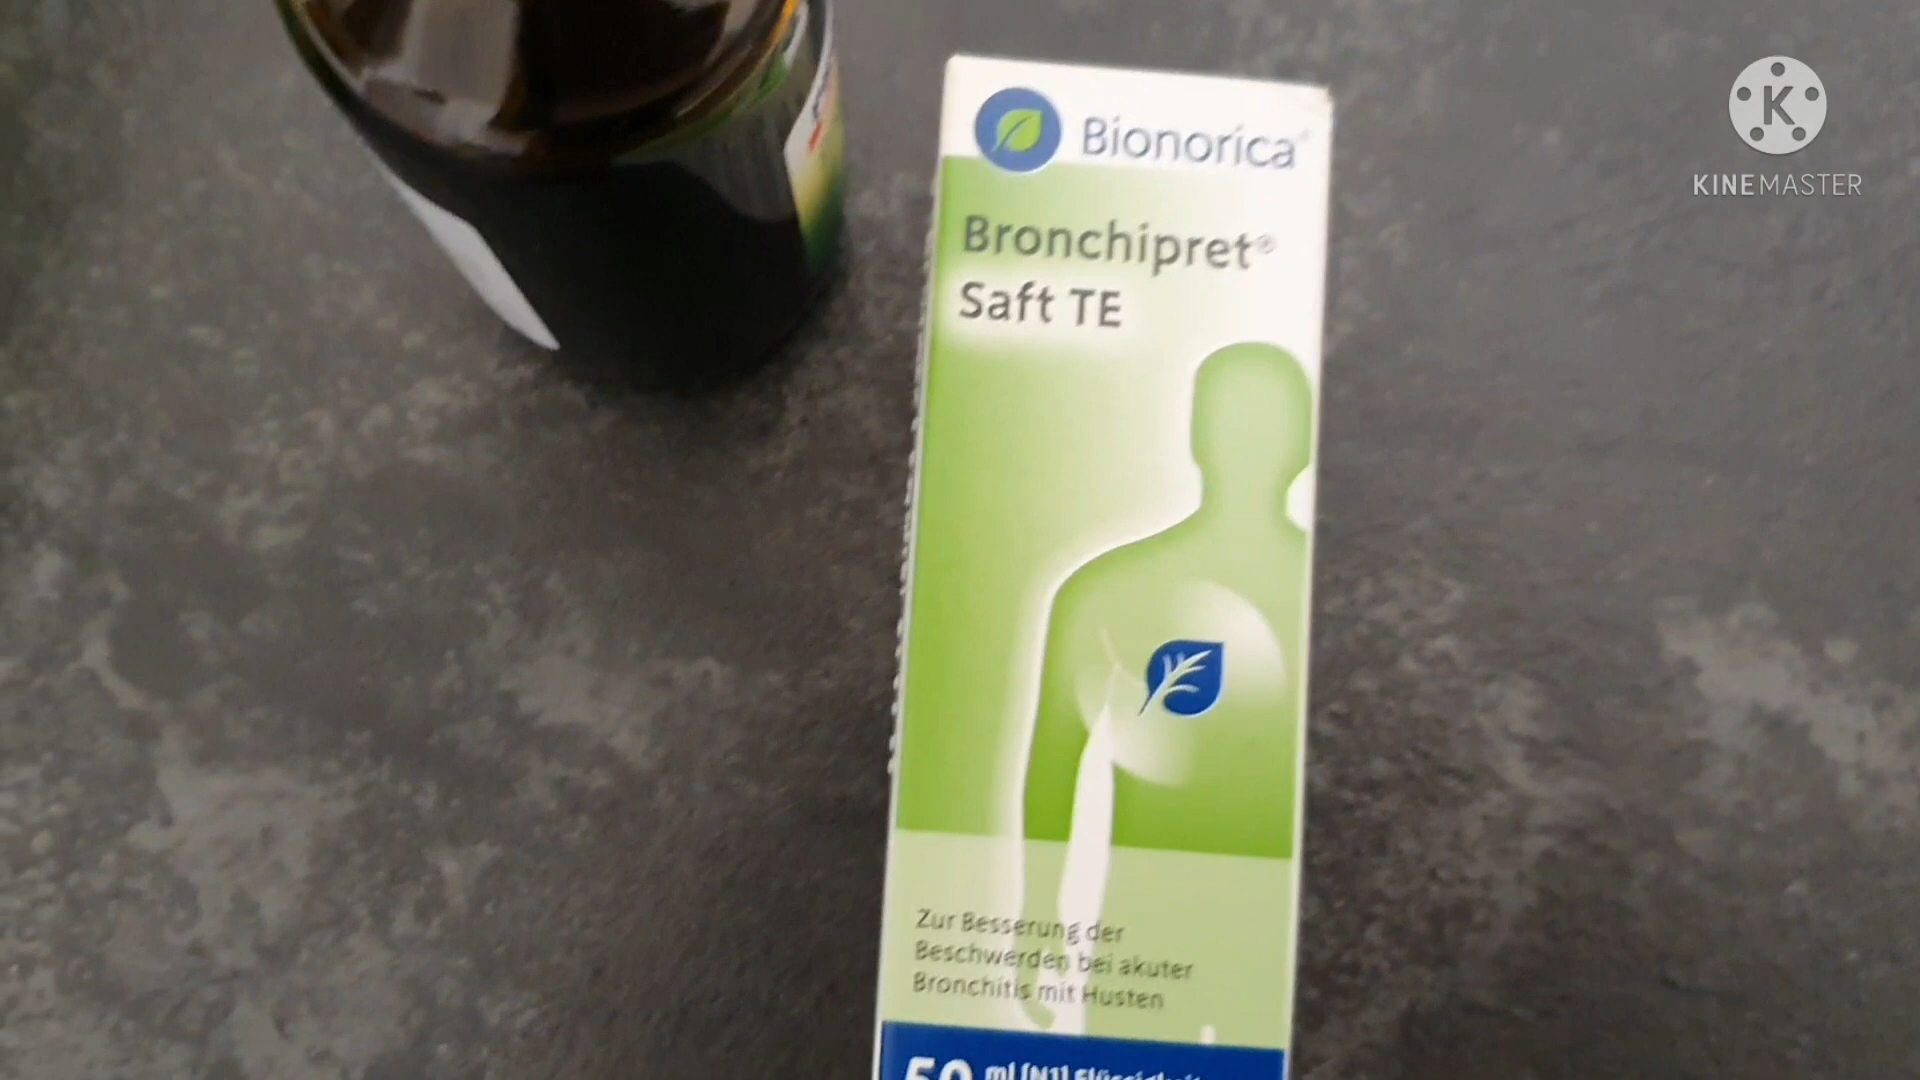 Bionorica®
Bronchipret®
Saft TE
Zur Besserung der
Beschwerden bei akuter
Bronchitis mit Husten
50 ml (N1) Flüssigkeit
K
KINEMASTER